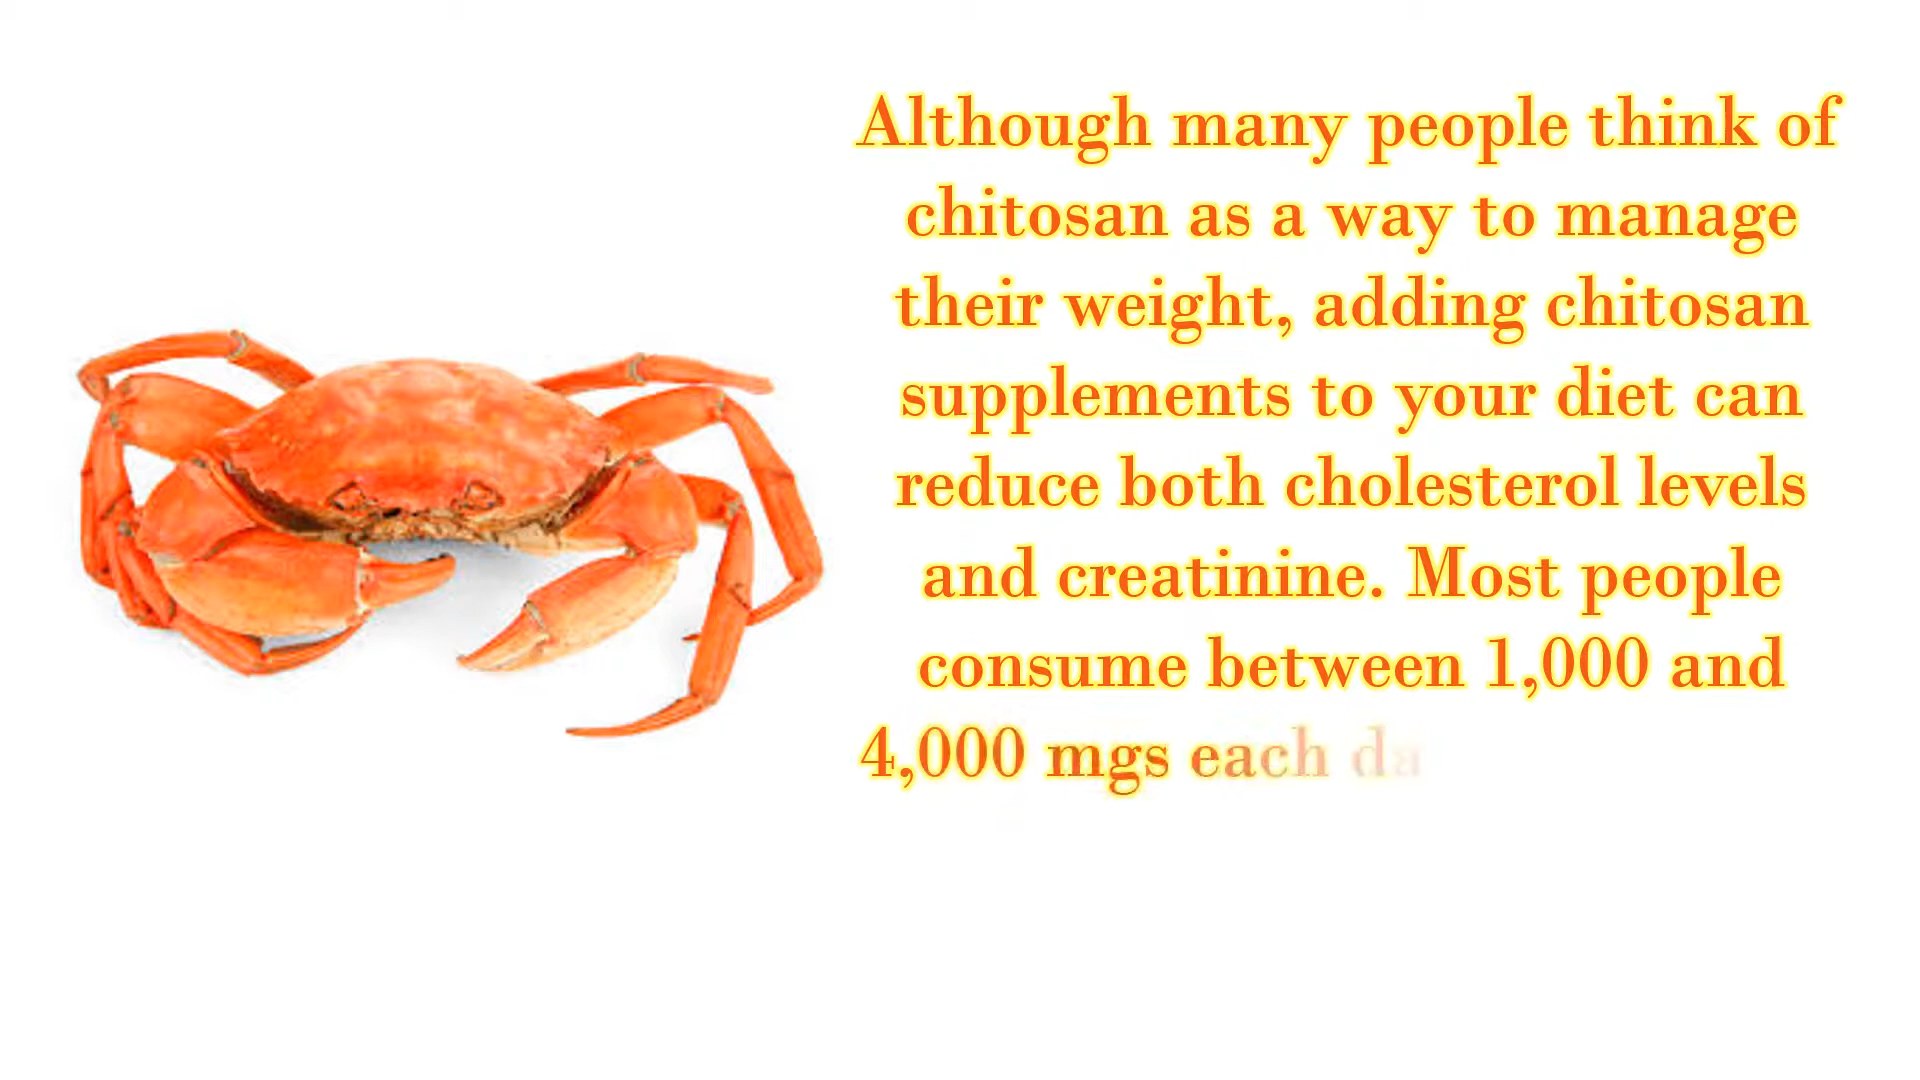 Although many people think of
chitosan as a way to manage
their weight, adding chitosan
supplements to your diet can
reduce both cholesterol levels
and creatinine. Most people
consume between 1,000 and
4,000 mgs each da